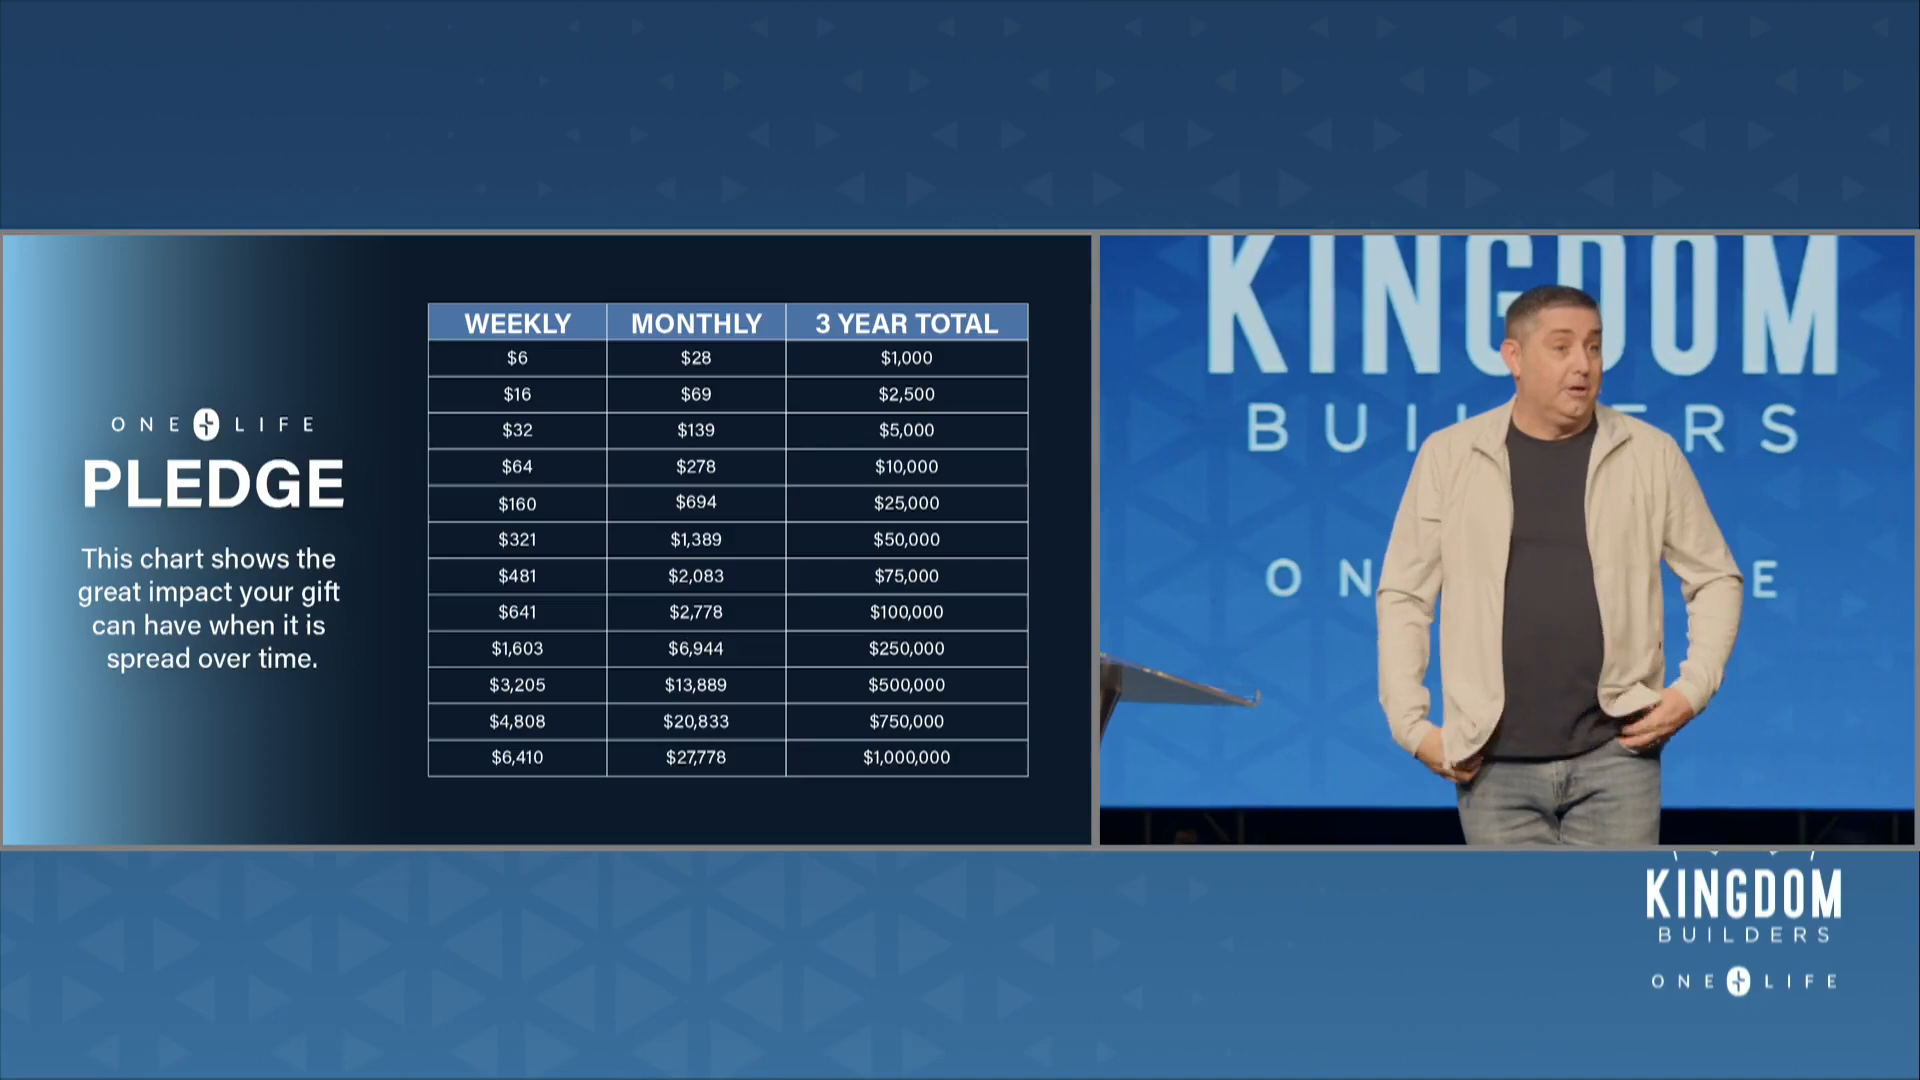 ONE LIFE
PLEDGE
This chart shows the
great impact your gift
can have when it is
spread over time.
WEEKLY MONTHLY 3 YEAR TOTAL
$6 $28 $1,000
$16 $69 $2,500
$32 $139 $5,000
$64 $278 $10,000
$160 $694 $25,000
$321 $1,389 $50,000
$481 $2,083 $75,000
$641 $2,778 $100,000
$1,603 $6,944 $250,000
$3,205 $13,889 $500,000
$4,808 $20,833 $750,000
$6,410 $27,778 $1,000,000
KINGDOM
BUILDERS
ON E
KINGDOM
BUILDERS
ONE LIFE